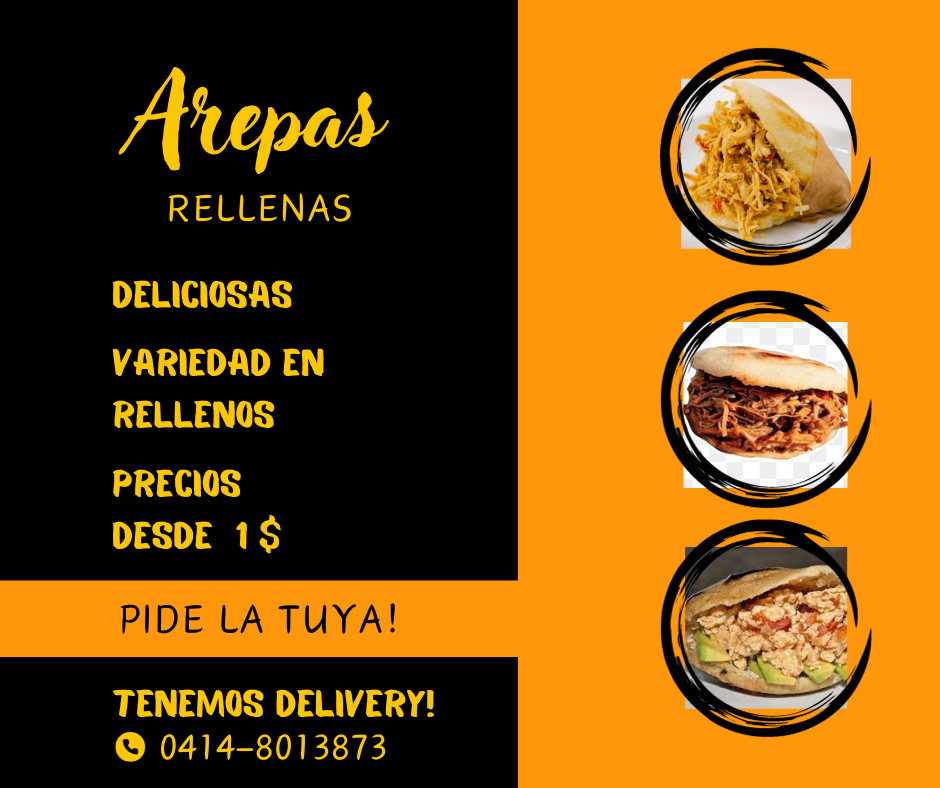 Arepas
RELLENAS
DELICIOSAS
VARIEDAD EN
RELLENOS
PRECIOS
DESDE 1 $
PIDE LA TUYA!
TENEMOS DELIVERY!
0414-8013873